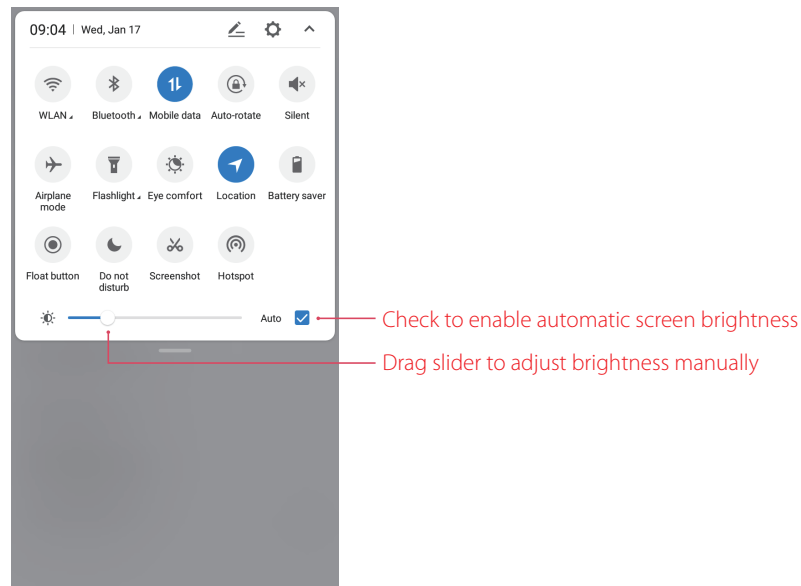 09:04 | Wed, Jan 17
WLAN Bluetooth Mobile data Auto-rotate Silent
Airplane mode Flashlight Eye comfort Location Battery saver
Float button Do not disturb Screenshot Hotspot
Auto
Check to enable automatic screen brightness
Drag slider to adjust brightness manually